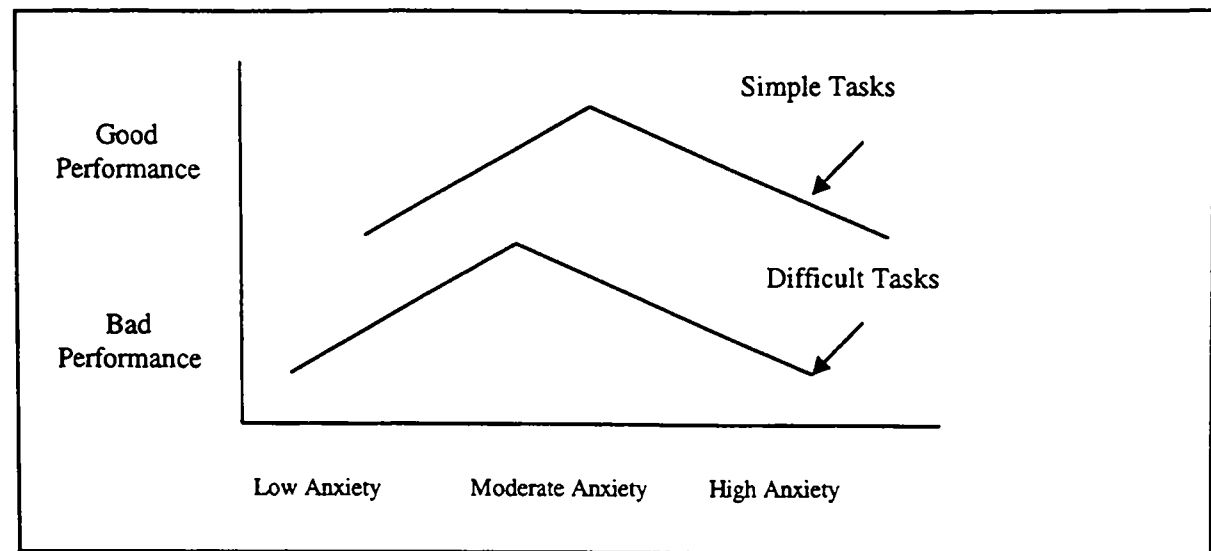 Simple Tasks
Good
Performance
Difficult Tasks
Bad
Performance
Low Anxiety
Moderate Anxiety
High Anxiety